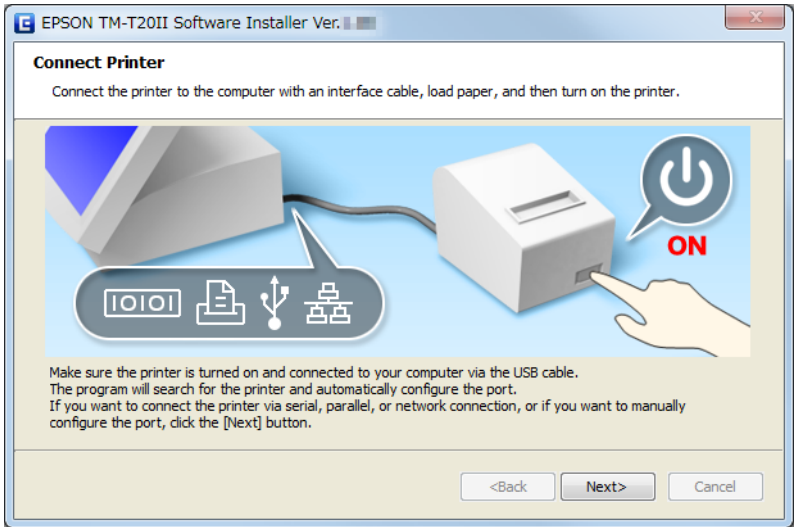 EPSON TM-T20II Software Installer Ver.
Connect Printer
Connect the printer to the computer with an interface cable, load paper, and then turn on the printer.
ON
IOIOI
Make sure the printer is turned on and connected to your computer via the USB cable.
The program will search for the printer and automatically configure the port.
If you want to connect the printer via serial, parallel, or network connection, or if you want to manually
configure the port, click the [Next] button.
<Back
Next>
Cancel